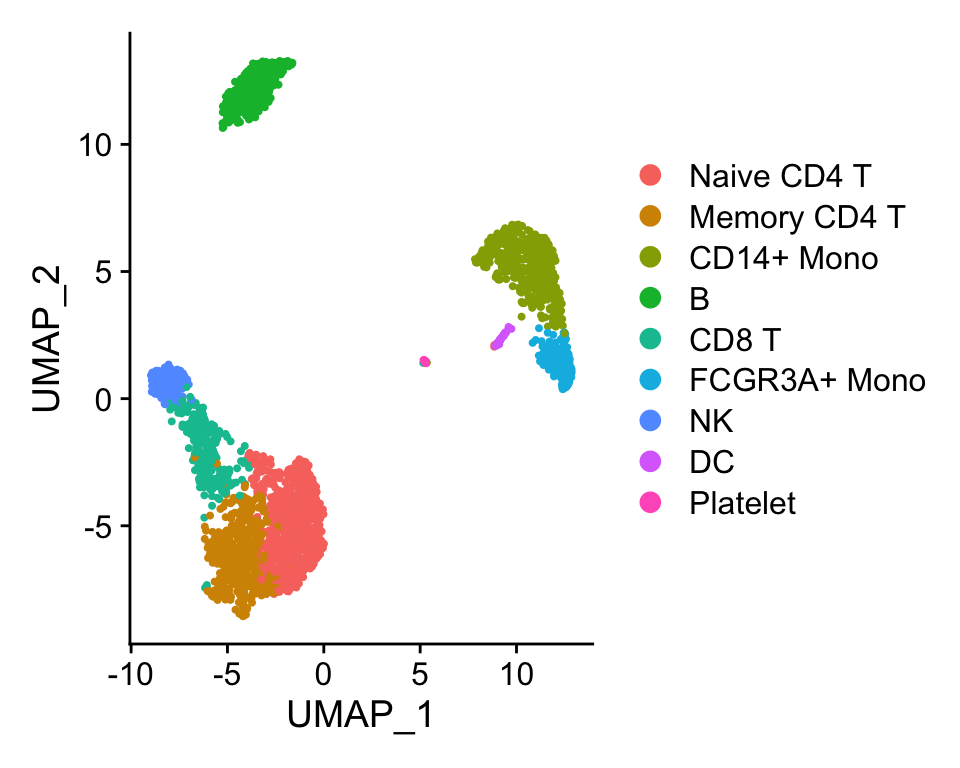 10
5
0
-5
UMAP_2
-10
-5
0
5
10
UMAP_1
Naive CD4 T
Memory CD4 T
CD14+ Mono
B
CD8 T
FCGR3A+ Mono
NK
DC
Platelet